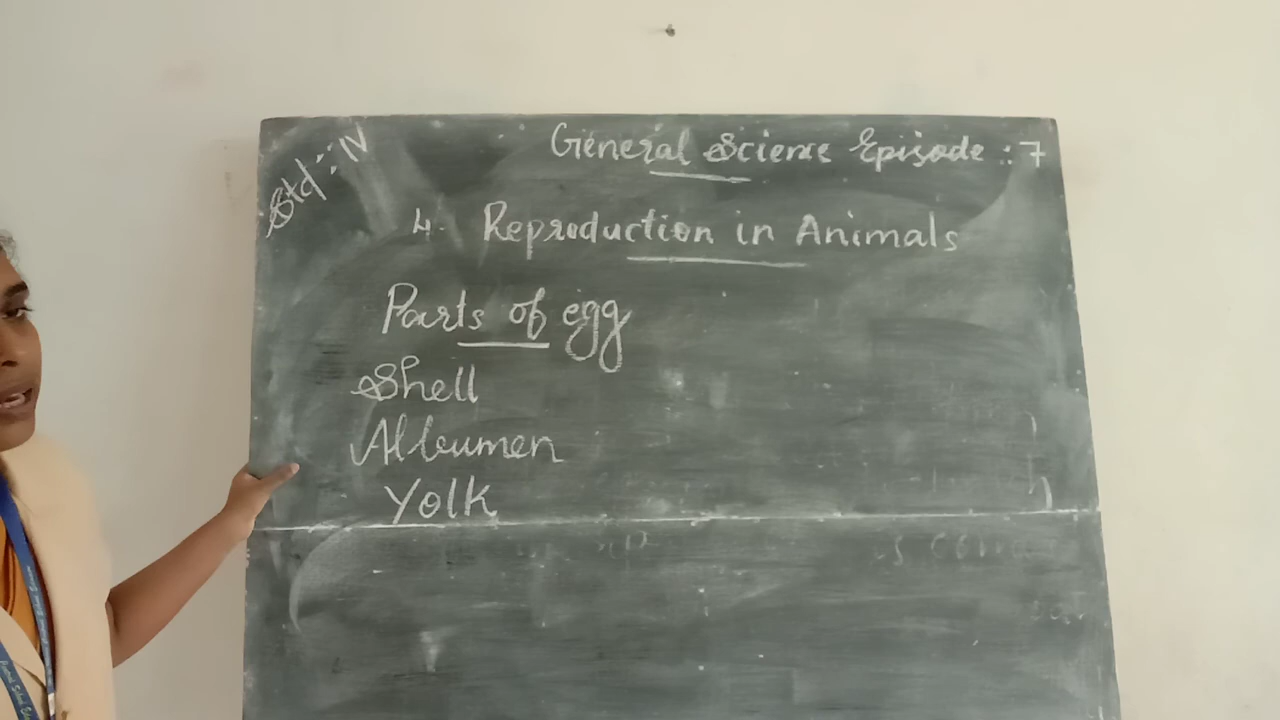 Std : IV
General Science Episode : 7
4. Reproduction in Animals
Parts of egg
Shell
Albumen
Yolk